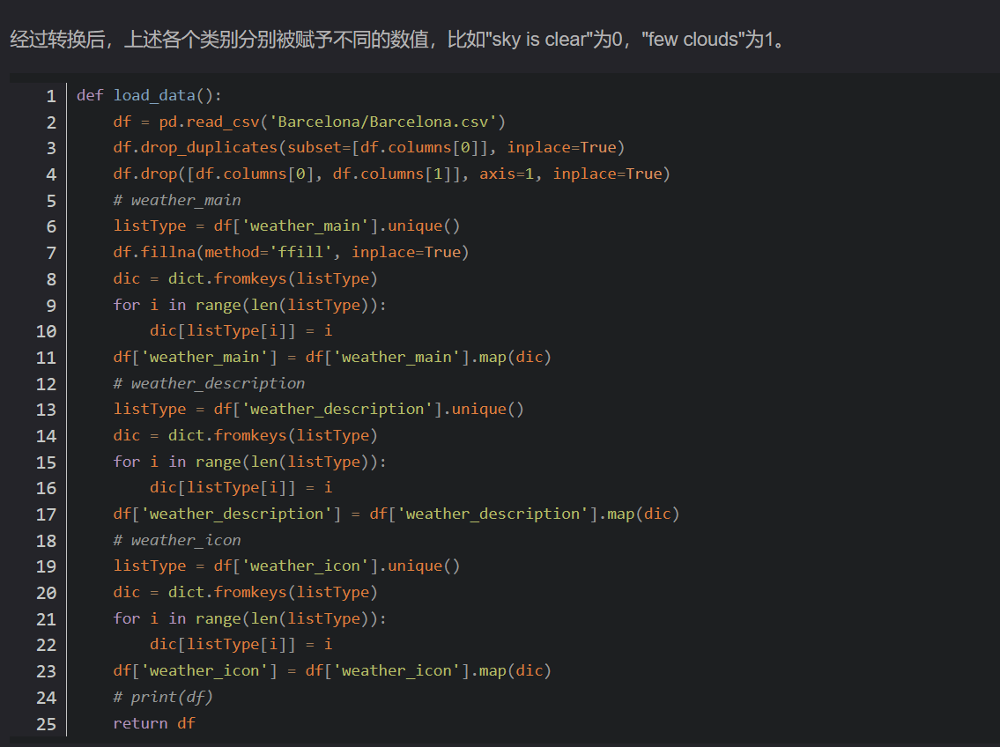 经过转换后，上述各个类别分别被赋予不同的数值，比如"sky is clear"为0，"few clouds"为1。
1 def load_data():
2     df = pd.read_csv('Barcelona/Barcelona.csv')
3     df.drop_duplicates(subset=[df.columns[0]], inplace=True)
4     df.drop([df.columns[0], df.columns[1]], axis=1, inplace=True)
5     # weather_main
6     listType = df['weather_main'].unique()
7     df.fillna(method='ffill', inplace=True)
8     dic = dict.fromkeys(listType)
9     for i in range(len(listType)):
10         dic[listType[i]] = i
11     df['weather_main'] = df['weather_main'].map(dic)
12     # weather_description
13     listType = df['weather_description'].unique()
14     dic = dict.fromkeys(listType)
15     for i in range(len(listType)):
16         dic[listType[i]] = i
17     df['weather_description'] = df['weather_description'].map(dic)
18     # weather_icon
19     listType = df['weather_icon'].unique()
20     dic = dict.fromkeys(listType)
21     for i in range(len(listType)):
22         dic[listType[i]] = i
23     df['weather_icon'] = df['weather_icon'].map(dic)
24     # print(df)
25     return df